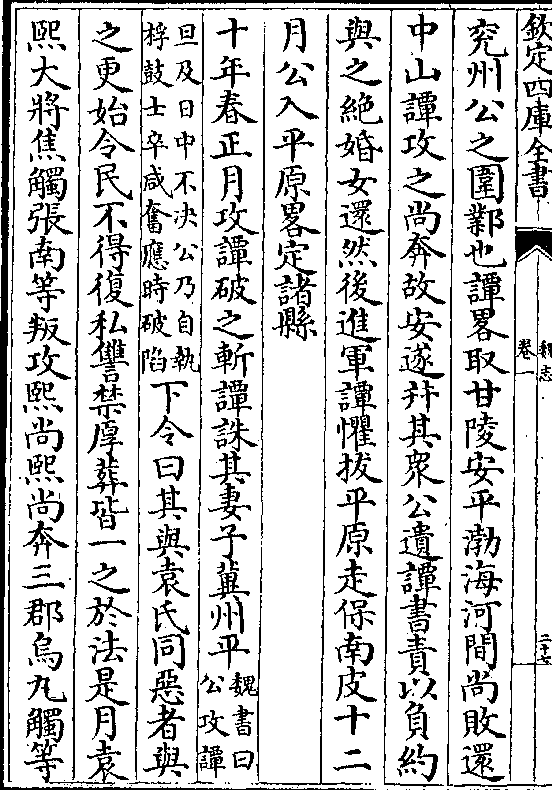 欽定四庫全書
魏志
卷一
二十七
兖州公之圍鄴也譚畧取甘陵安平渤海河間尚敗還
中山譚攻之尚奔故安遂并其衆公遺譚書責以負約
與之絶婚女還然後進軍譚懼拔平原走保南皮十二
月公入平原畧定諸縣
十年春正月攻譚破之斬譚誅其妻子冀州平
魏書曰
公攻譚
旦及日中不决公乃自執
桴鼓士卒咸奮應時破陷
下令曰其與袁氏同惡者與
之更始令民不得復私讐禁厚葬皆一之於法是月袁
熙大將焦觸張南等叛攻熙尚熙尚奔三郡烏丸觸等